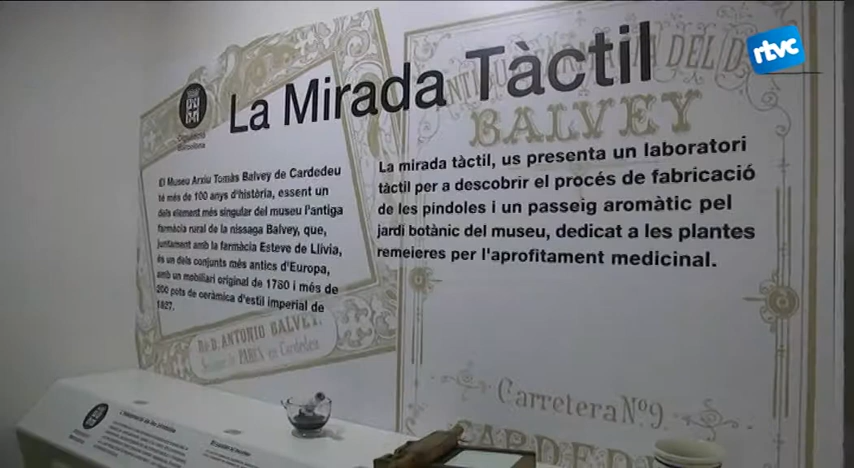 rtvc
La Mirada Tàctil
BALVEY
El Museu Arxiu Tomàs Balvey de Cardedeu
té més de 100 anys d'història, essent un
dels element més singular del museu l'antiga
farmàcia rural de la nissaga Balvey, que,
juntament amb la farmàcia Esteve de Llívia,
és un dels conjunts més antics d'Europa,
amb un mobiliari original de 1780 i més de
200 pots de ceràmica d'estil imperial de
1827.
La mirada tàctil, us presenta un laboratori
tàctil per a descobrir el procés de fabricació
de les píndoles i un passeig aromàtic pel
jardí botànic del museu, dedicat a les plantes
remeieres per l'aprofitament medicinal.
D. ANTONIO BALVEY.
en Cardedeu
Carretera Nº9